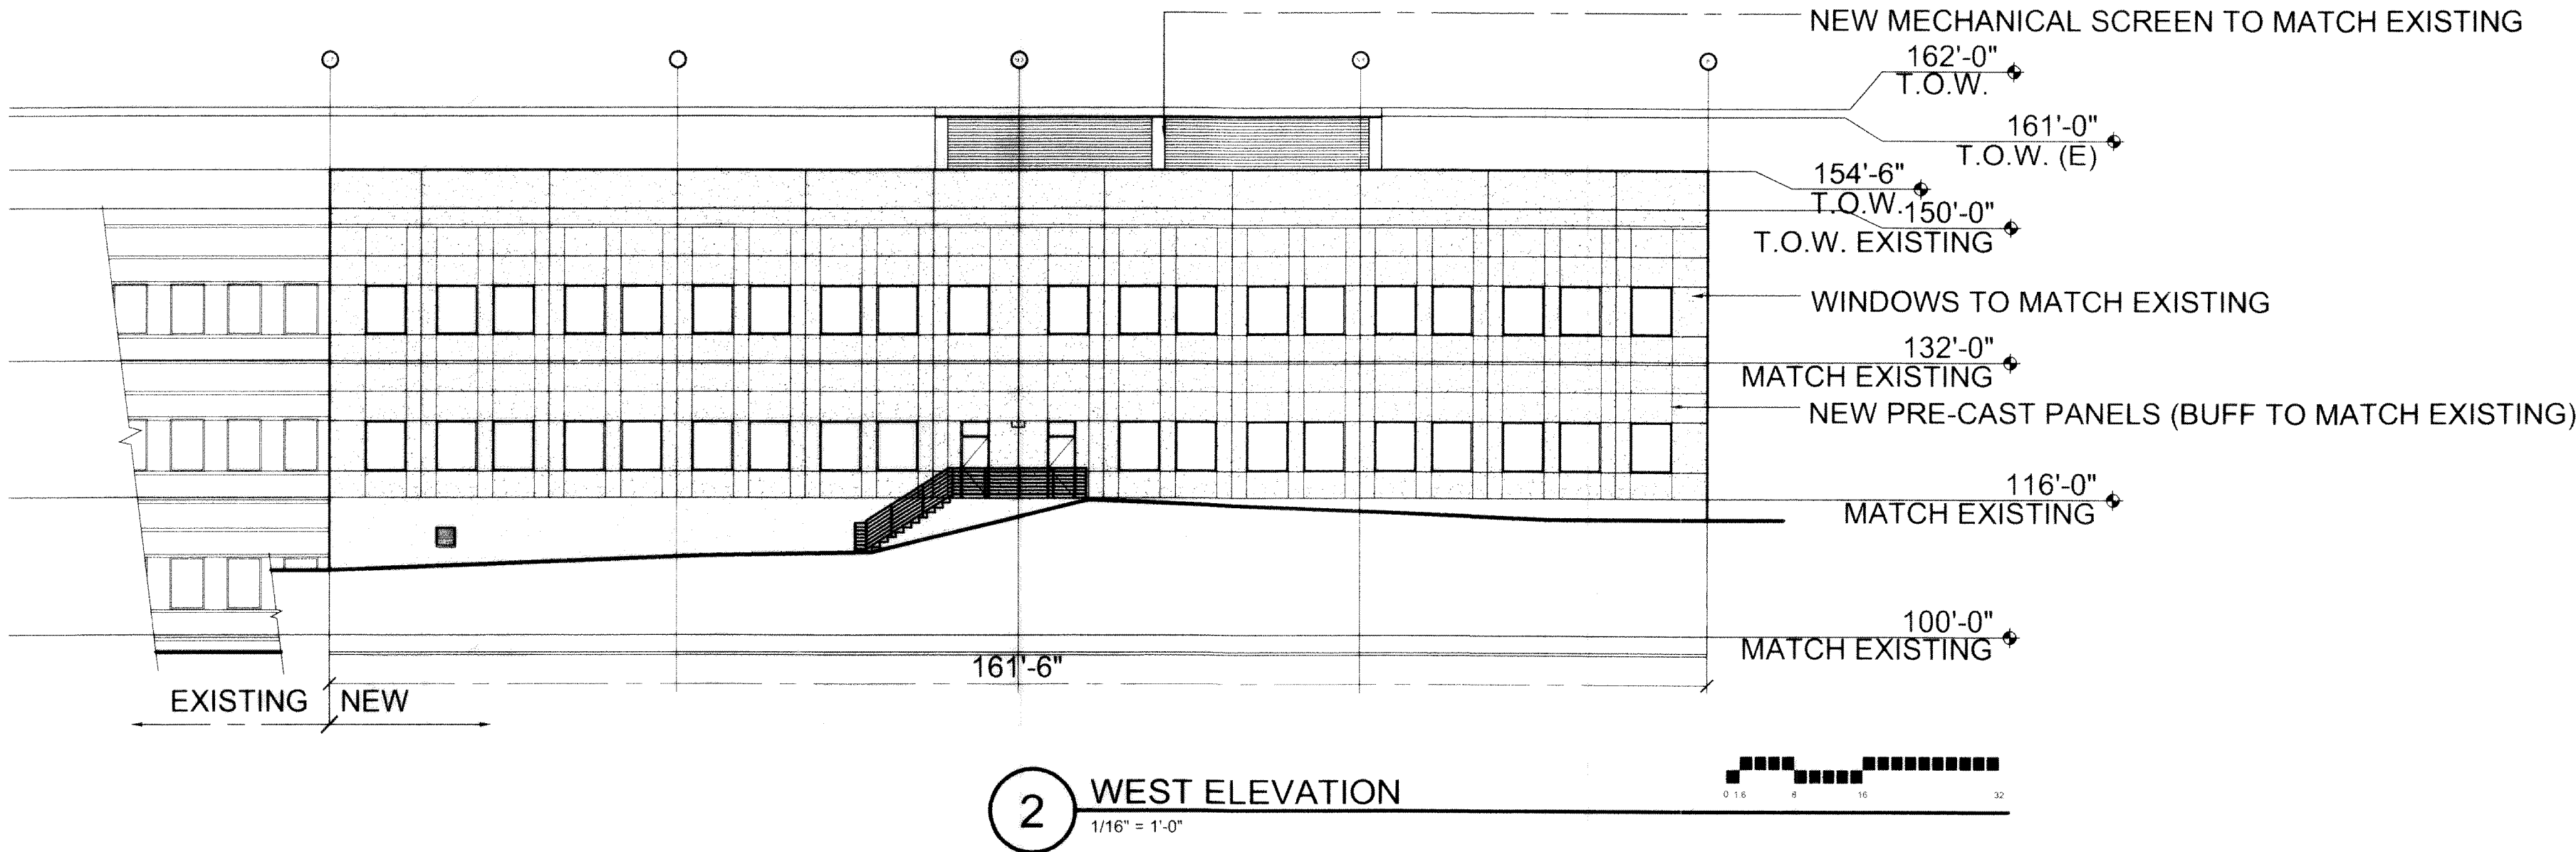 NEW MECHANICAL SCREEN TO MATCH EXISTING
162'-0"
T.O.W.
161'-0"
T.O.W. (E)
154'-6"
T.O.W.
150'-0"
T.O.W. EXISTING
WINDOWS TO MATCH EXISTING
132'-0"
MATCH EXISTING
NEW PRE-CAST PANELS (BUFF TO MATCH EXISTING)
116'-0"
MATCH EXISTING
100'-0"
MATCH EXISTING
161'-6"
EXISTING NEW
2 WEST ELEVATION
1/16" = 1'-0"
0 1.6 8 16 32